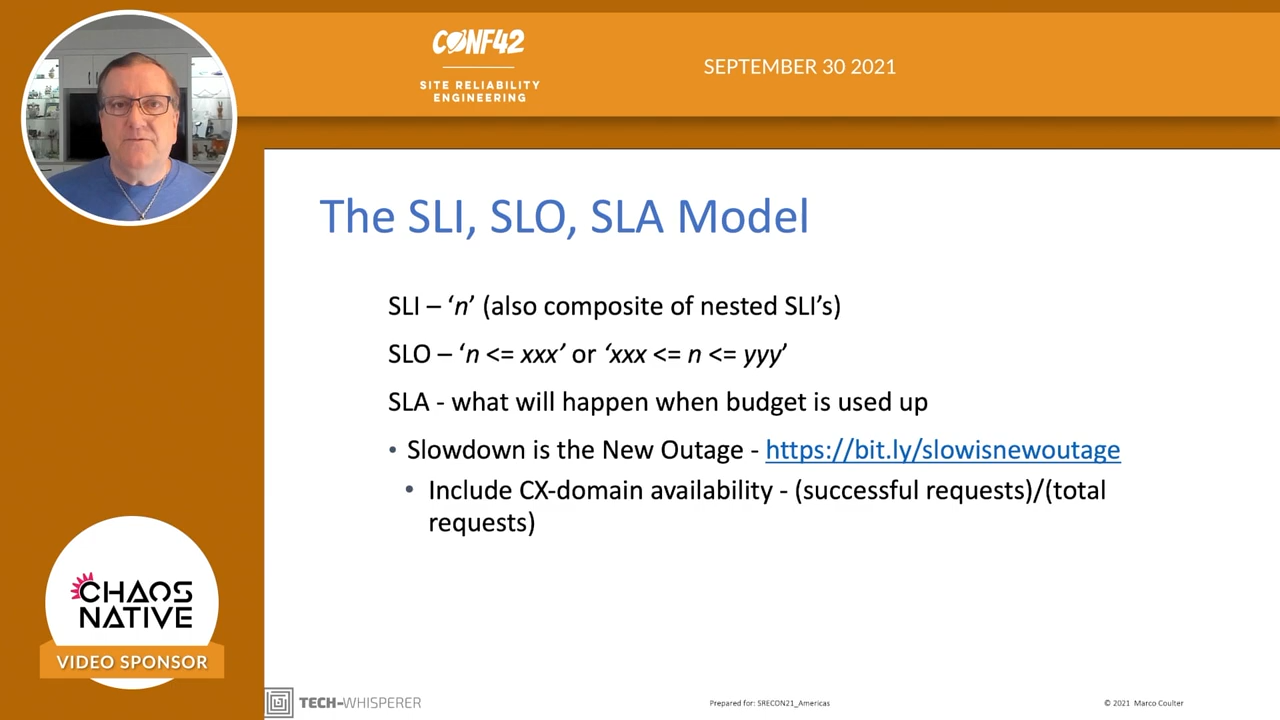 CONF42
SITE RELIABILITY
ENGINEERING
SEPTEMBER 30 2021
The SLI, SLO, SLA Model
SLI – ‘n’ (also composite of nested SLI’s)
SLO – ‘n <= xxx’ or ‘xxx <= n <= yyy’
SLA - what will happen when budget is used up
• Slowdown is the New Outage - https://bit.ly/slowisnewoutage
• Include CX-domain availability - (successful requests)/(total
requests)
CHAOS
NATIVE
VIDEO SPONSOR
TECH-WHISPERER
Prepared for: SRECON21_Americas
© 2021 Marco Coulter